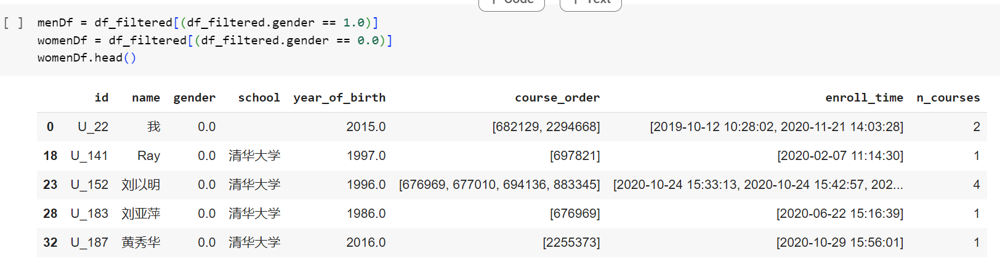 + Code + Text
[ ] menDf = df_filtered[(df_filtered.gender == 1.0)]
womenDf = df_filtered[(df_filtered.gender == 0.0)]
womenDf.head()
id name gender school year_of_birth course_order enroll_time n_courses
0 U_22 我 0.0 2015.0 [682129, 2294668] [2019-10-12 10:28:02, 2020-11-21 14:03:28] 2
18 U_141 Ray 0.0 清华大学 1997.0 [697821] [2020-02-07 11:14:30] 1
23 U_152 刘以明 0.0 清华大学 1996.0 [676969, 677010, 694136, 883345] [2020-10-24 15:33:13, 2020-10-24 15:42:57, 202... 4
28 U_183 刘亚萍 0.0 清华大学 1986.0 [676969] [2020-06-22 15:16:39] 1
32 U_187 黄秀华 0.0 清华大学 2016.0 [2255373] [2020-10-29 15:56:01] 1